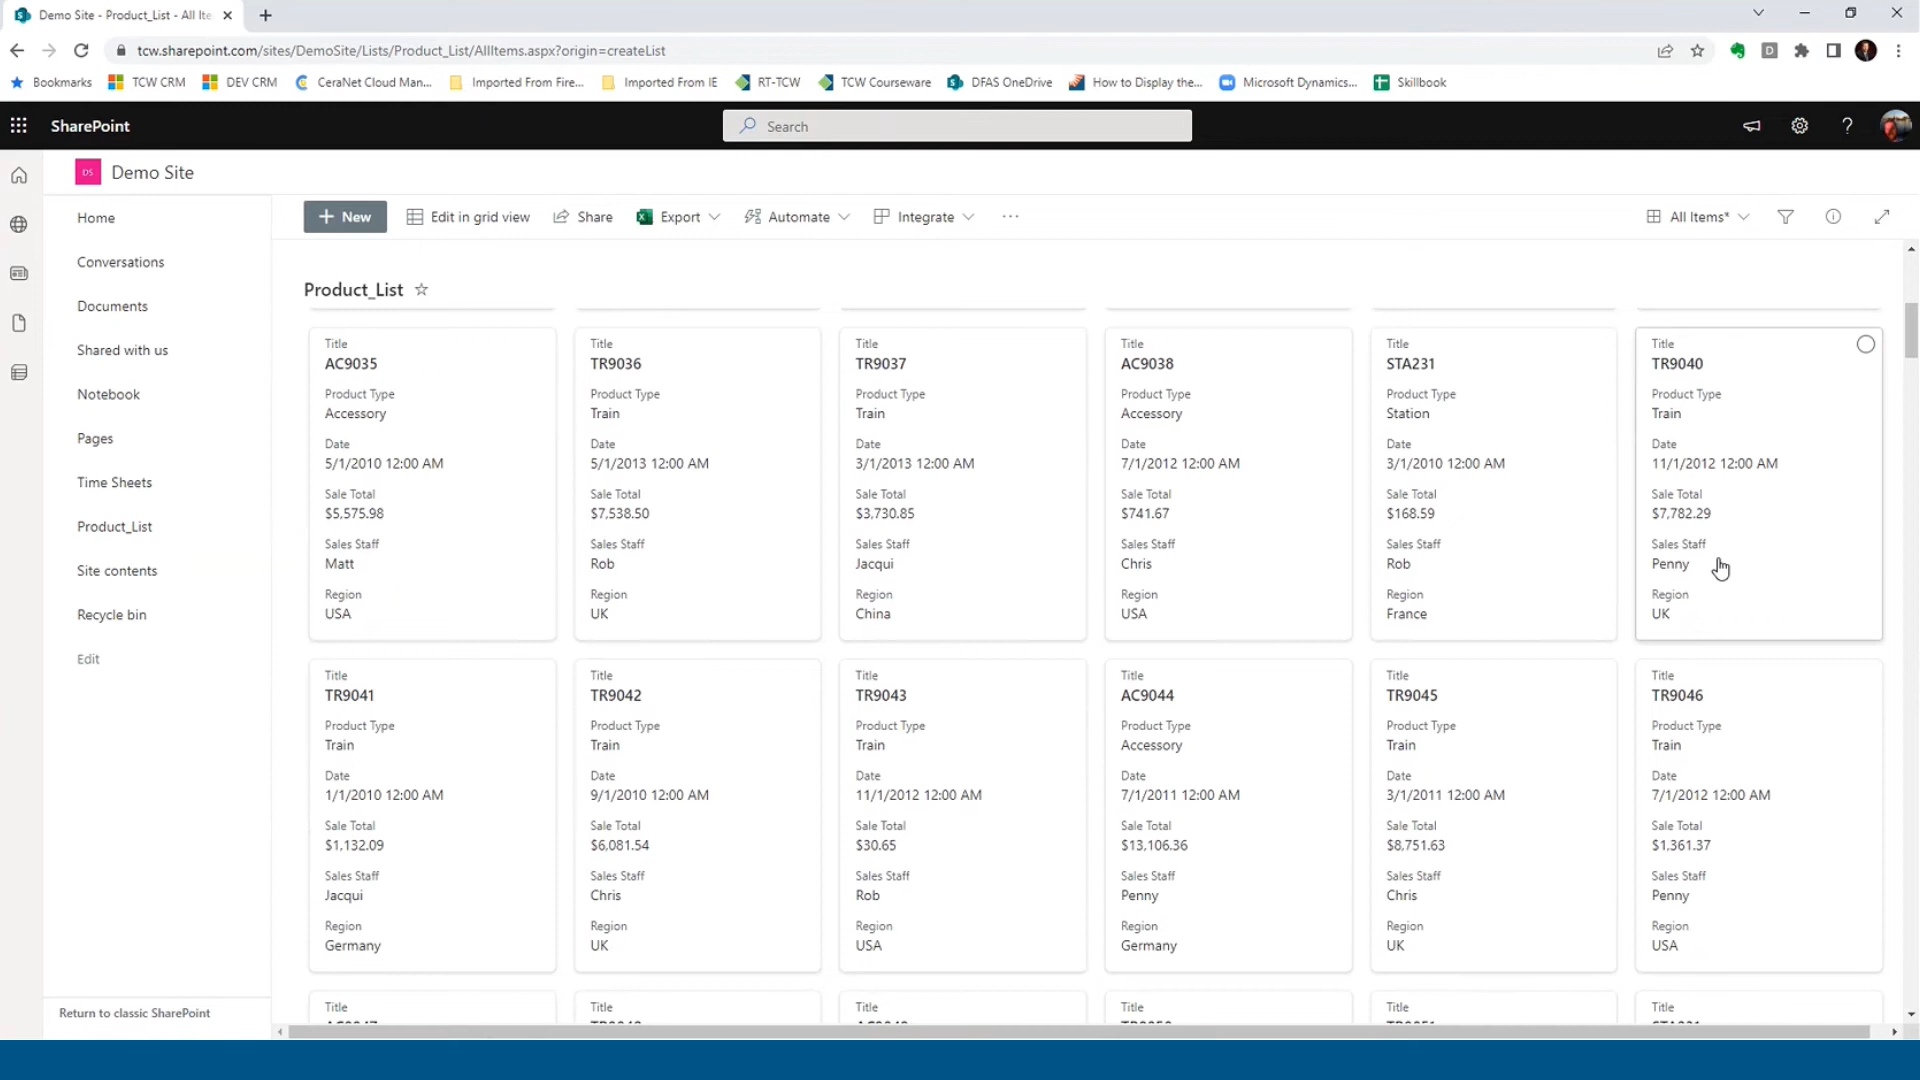 Demo Site - Product_List - All Ite
tcw.sharepoint.com/sites/DemoSite/Lists/Product_List/AllItems.aspx?origin=createList
Bookmarks TCW CRM DEV CRM CeraNet Cloud Man... Imported From Fire... Imported From IE RT-TCW TCW Courseware DFAS OneDrive How to Display the... Microsoft Dynamics... Skillbook
SharePoint Search
DS Demo Site
Home
Conversations
Documents
Shared with us
Notebook
Pages
Time Sheets
Product_List
Site contents
Recycle bin
Edit
Return to classic SharePoint
New Edit in grid view Share Export Automate Integrate ... All Items*
Product_List
Title Title Title Title Title Title
AC9035 TR9036 TR9037 AC9038 STA231 TR9040
Product Type Product Type Product Type Product Type Product Type Product Type
Accessory Train Train Accessory Station Train
Date Date Date Date Date Date
5/1/2010 12:00 AM 5/1/2013 12:00 AM 3/1/2013 12:00 AM 7/1/2012 12:00 AM 3/1/2010 12:00 AM 11/1/2012 12:00 AM
Sale Total Sale Total Sale Total Sale Total Sale Total Sale Total
$5,575.98 $7,538.50 $3,730.85 $741.67 $168.59 $7,782.29
Sales Staff Sales Staff Sales Staff Sales Staff Sales Staff Sales Staff
Matt Rob Jacqui Chris Rob Penny
Region Region Region Region Region Region
USA UK China USA France UK
Title Title Title Title Title Title
TR9041 TR9042 TR9043 AC9044 TR9045 TR9046
Product Type Product Type Product Type Product Type Product Type Product Type
Train Train Train Accessory Train Train
Date Date Date Date Date Date
1/1/2010 12:00 AM 9/1/2010 12:00 AM 11/1/2012 12:00 AM 7/1/2011 12:00 AM 3/1/2011 12:00 AM 7/1/2012 12:00 AM
Sale Total Sale Total Sale Total Sale Total Sale Total Sale Total
$1,132.09 $6,081.54 $30.65 $13,106.36 $8,751.63 $1,361.37
Sales Staff Sales Staff Sales Staff Sales Staff Sales Staff Sales Staff
Jacqui Chris Rob Penny Chris Penny
Region Region Region Region Region Region
Germany UK USA Germany UK USA
Title Title Title Title Title Title